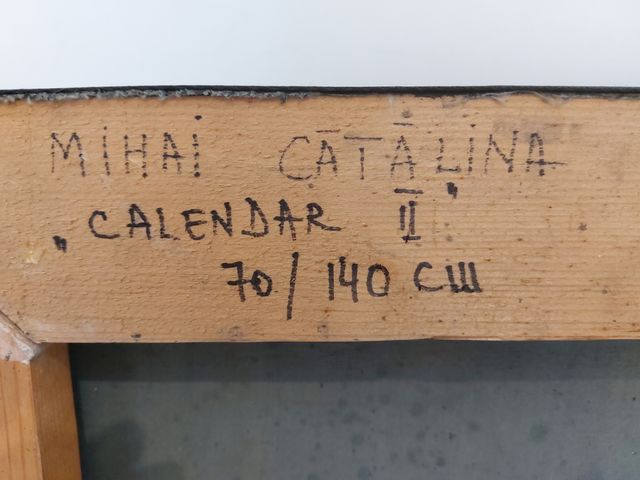 MIHAI CĂTĂLINA
„CALENDAR II"
70/140 cm